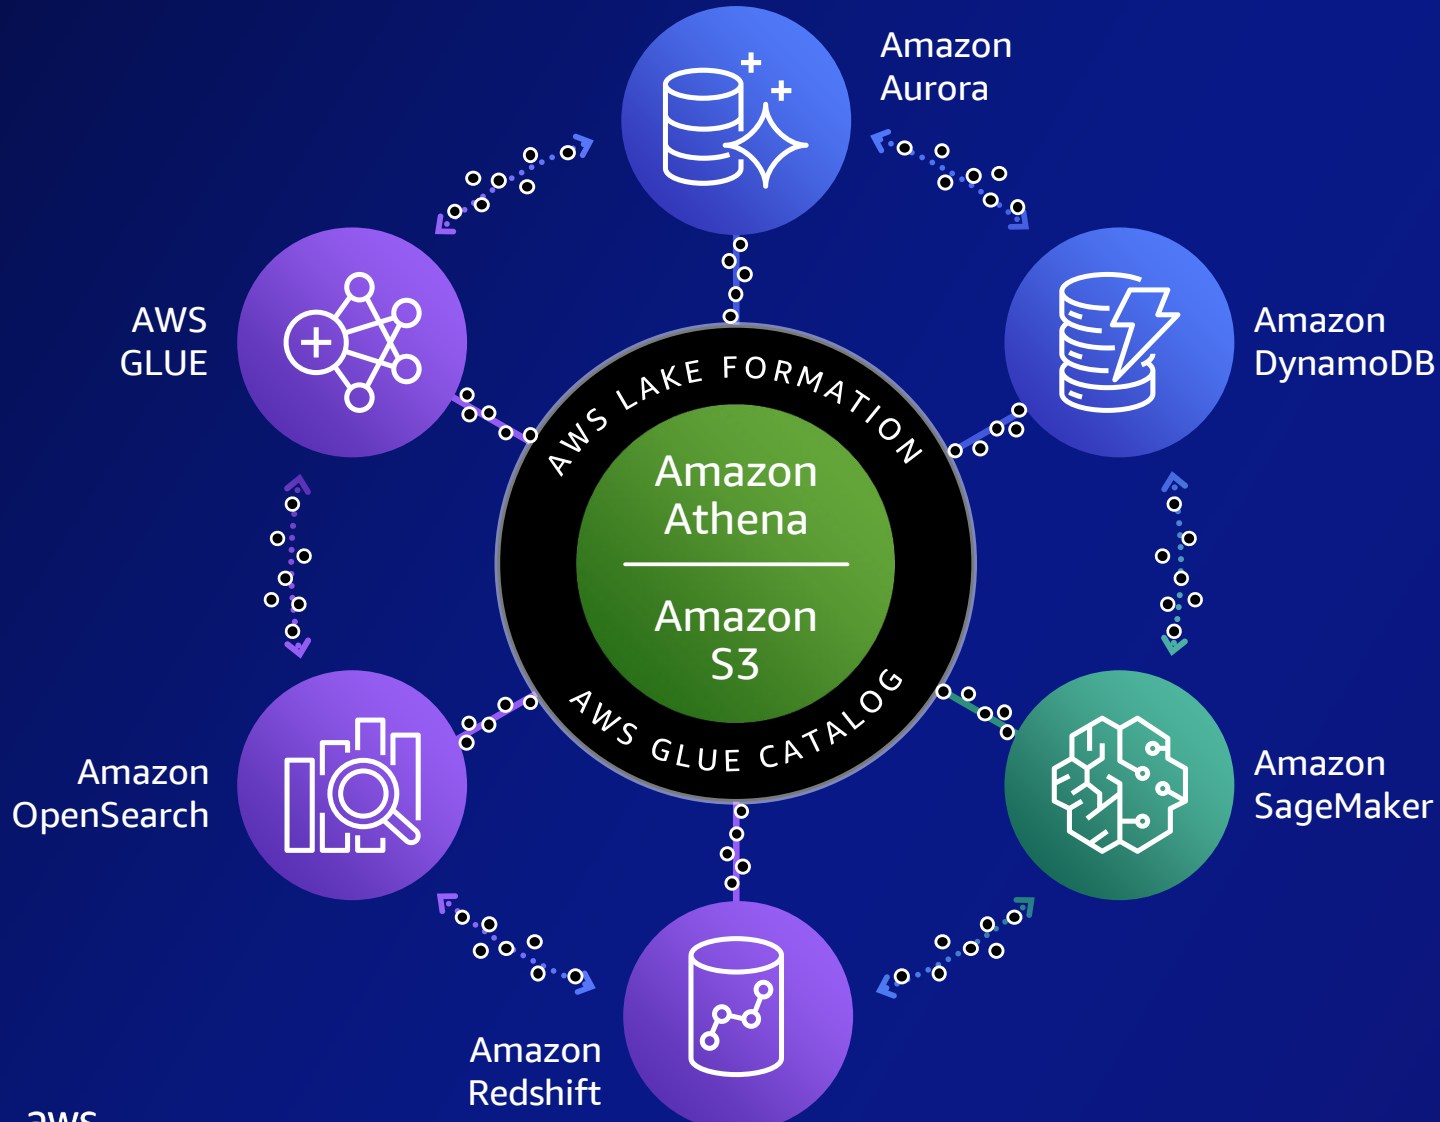 Amazon
Aurora
AWS
GLUE
Amazon
DynamoDB
AWS LAKE FORMATION
Amazon
Athena
Amazon
S3
AWS GLUE CATALOG
Amazon
OpenSearch
Amazon
SageMaker
Amazon
Redshift
aws